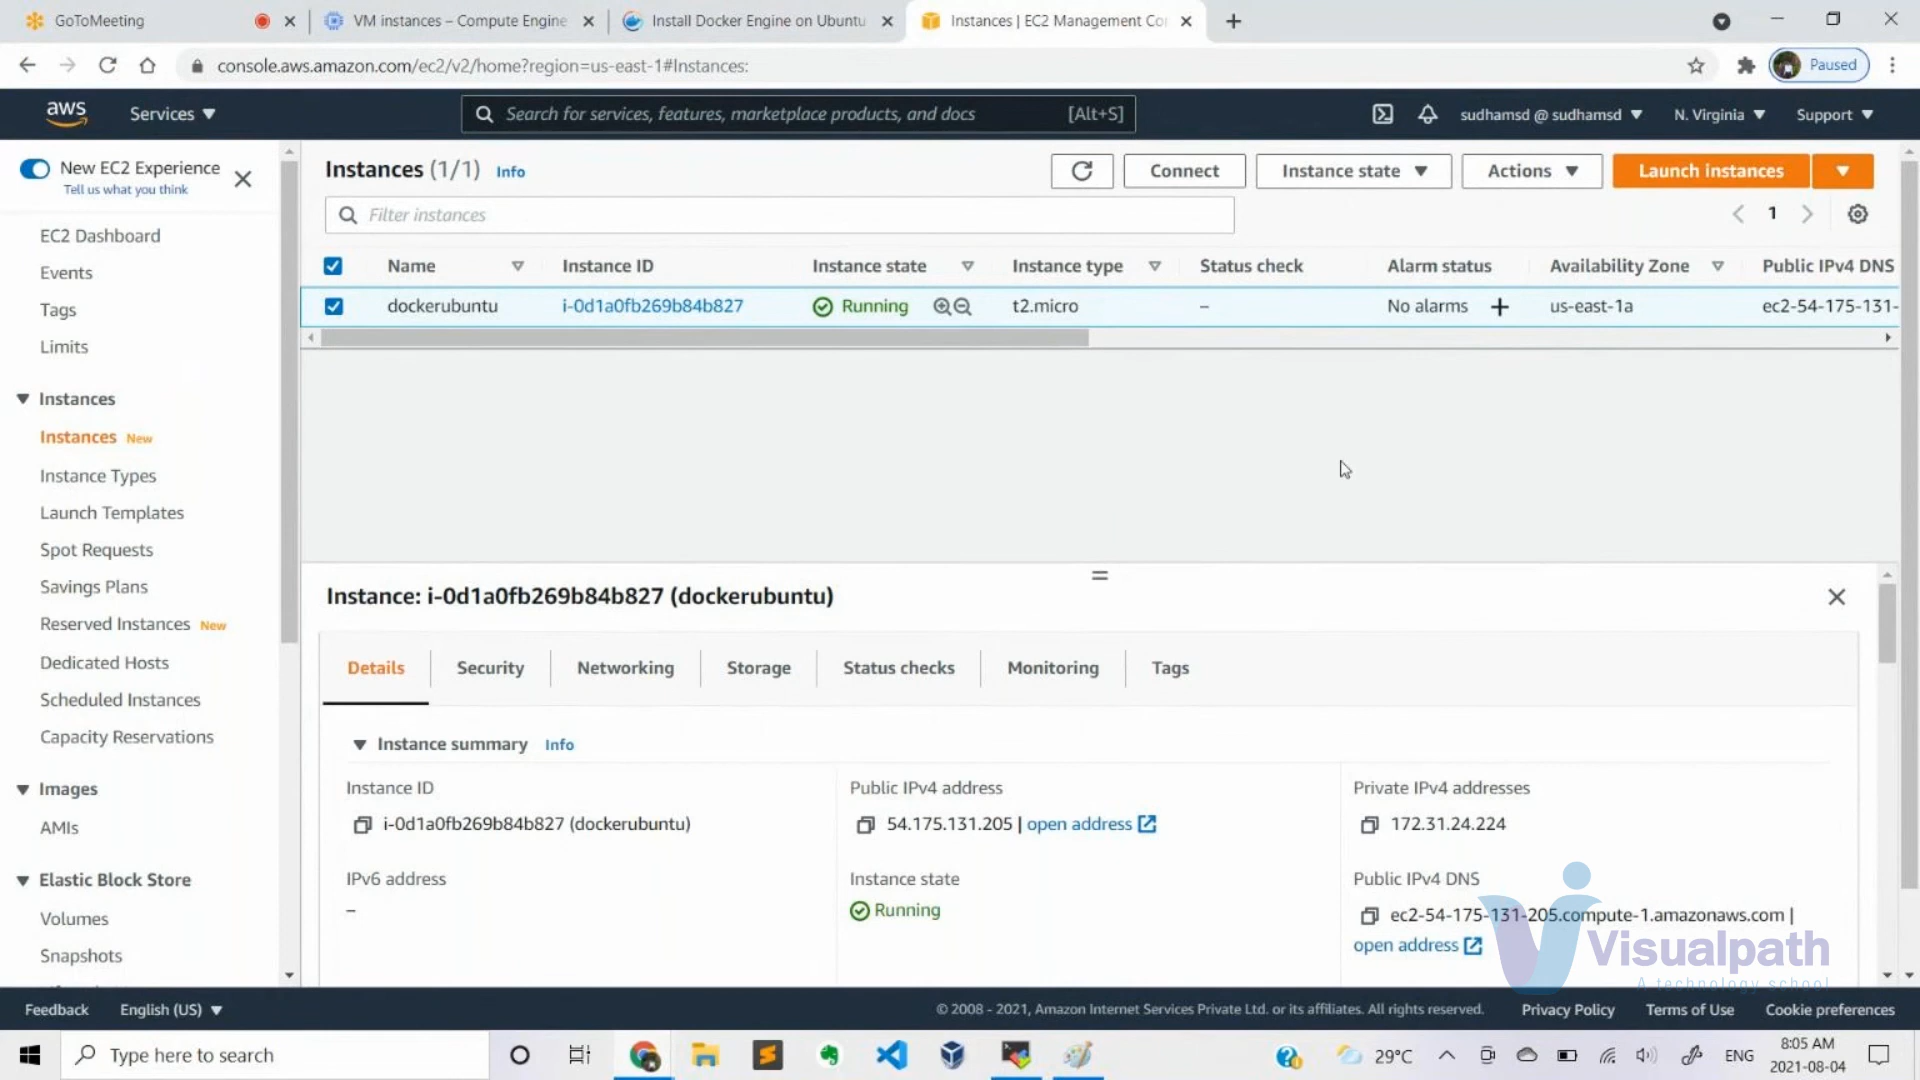 GoToMeeting
VM instances – Compute Engine
Install Docker Engine on Ubuntu
Instances | EC2 Management Co
console.aws.amazon.com/ec2/v2/home?region=us-east-1#Instances:
Paused
aws
Services
Search for services, features, marketplace products, and docs
[Alt+S]
sudhamsd @ sudhamsd
N. Virginia
Support
New EC2 Experience
Tell us what you think
EC2 Dashboard
Events
Tags
Limits
Instances
Instances New
Instance Types
Launch Templates
Spot Requests
Savings Plans
Reserved Instances New
Dedicated Hosts
Scheduled Instances
Capacity Reservations
Images
AMIs
Elastic Block Store
Volumes
Snapshots
Instances (1/1) Info
Connect
Instance state
Actions
Launch instances
Filter instances
1
Name Instance ID Instance state Instance type Status check Alarm status Availability Zone Public IPv4 DNS
dockerubuntu i-0d1a0fb269b84b827 Running t2.micro – No alarms us-east-1a ec2-54-175-131-
Instance: i-0d1a0fb269b84b827 (dockerubuntu)
Details Security Networking Storage Status checks Monitoring Tags
Instance summary Info
Instance ID
i-0d1a0fb269b84b827 (dockerubuntu)
Public IPv4 address
54.175.131.205 | open address
Private IPv4 addresses
172.31.24.224
IPv6 address
–
Instance state
Running
Public IPv4 DNS
ec2-54-175-131-205.compute-1.amazonaws.com |
open address
Visualpath
A technology school
Feedback
English (US)
© 2008 - 2021, Amazon Internet Services Private Ltd. or its affiliates. All rights reserved.
Privacy Policy
Terms of Use
Cookie preferences
Type here to search
29°C
ENG
8:05 AM
2021-08-04